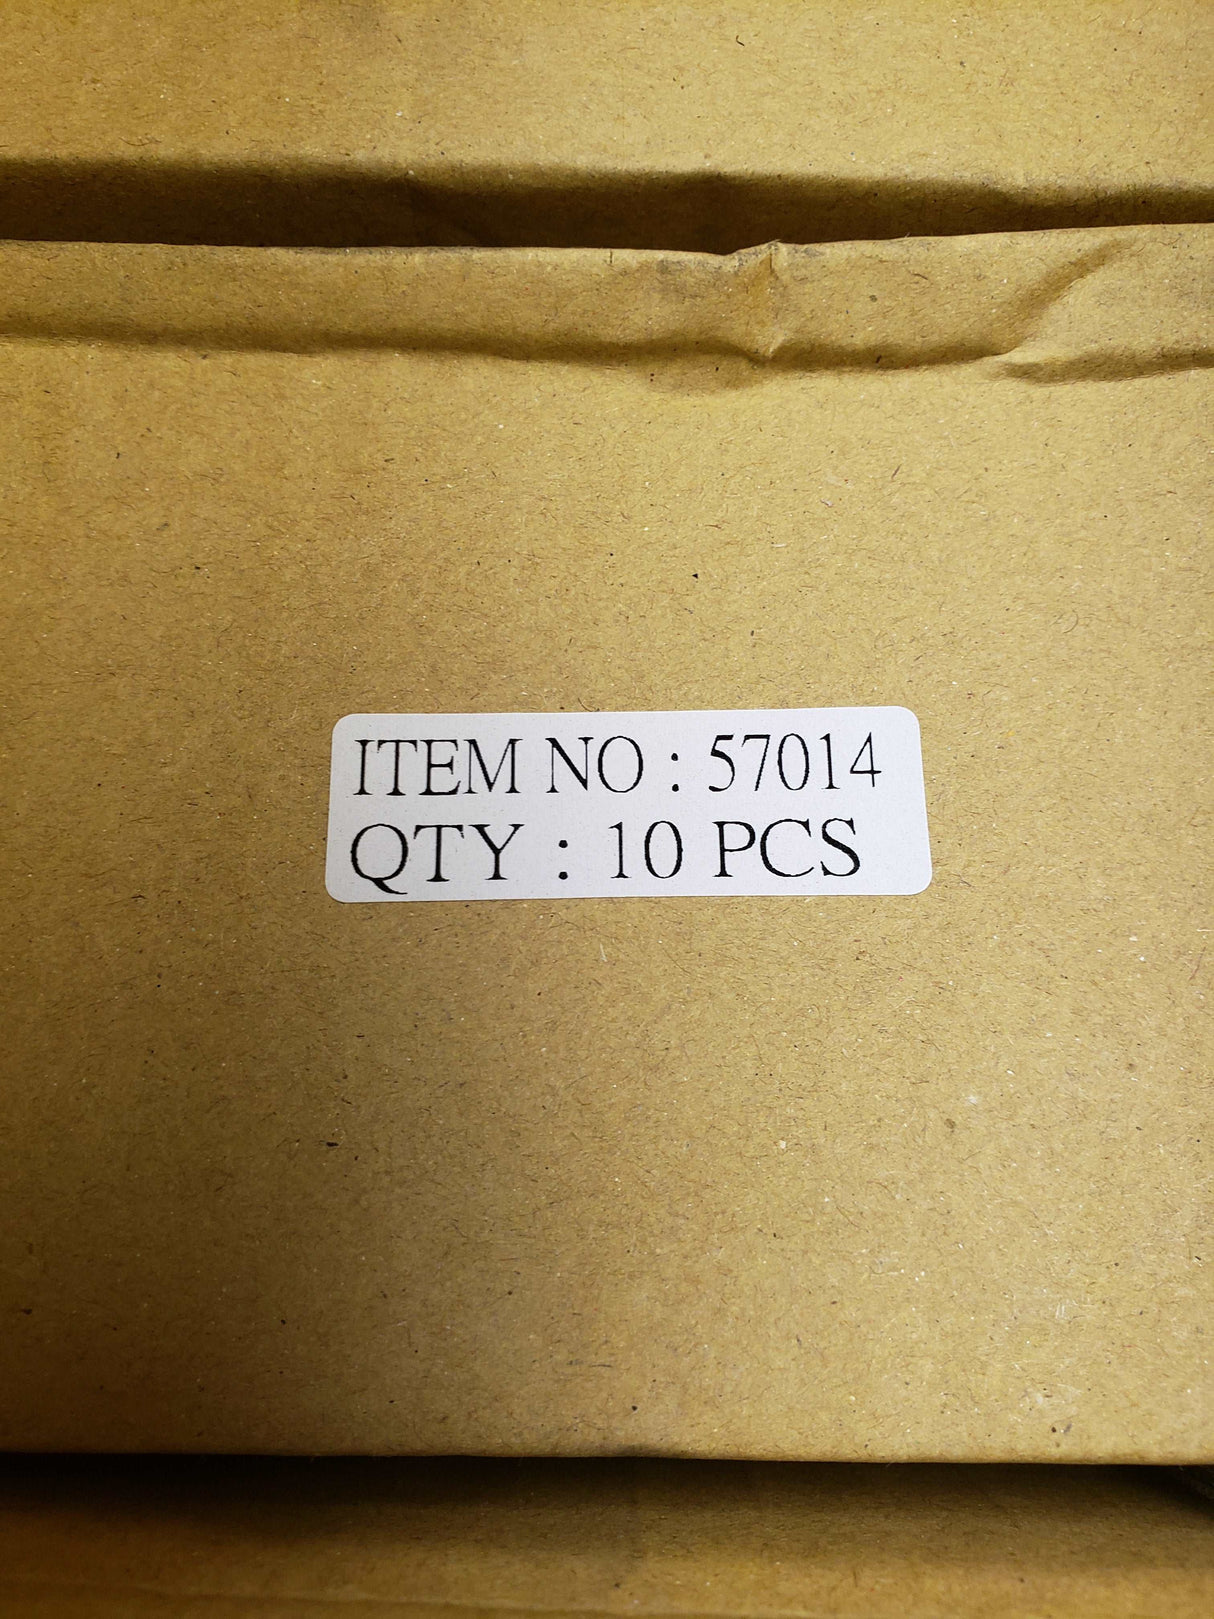 ITEM NO : 57014
QTY : 10 PCS